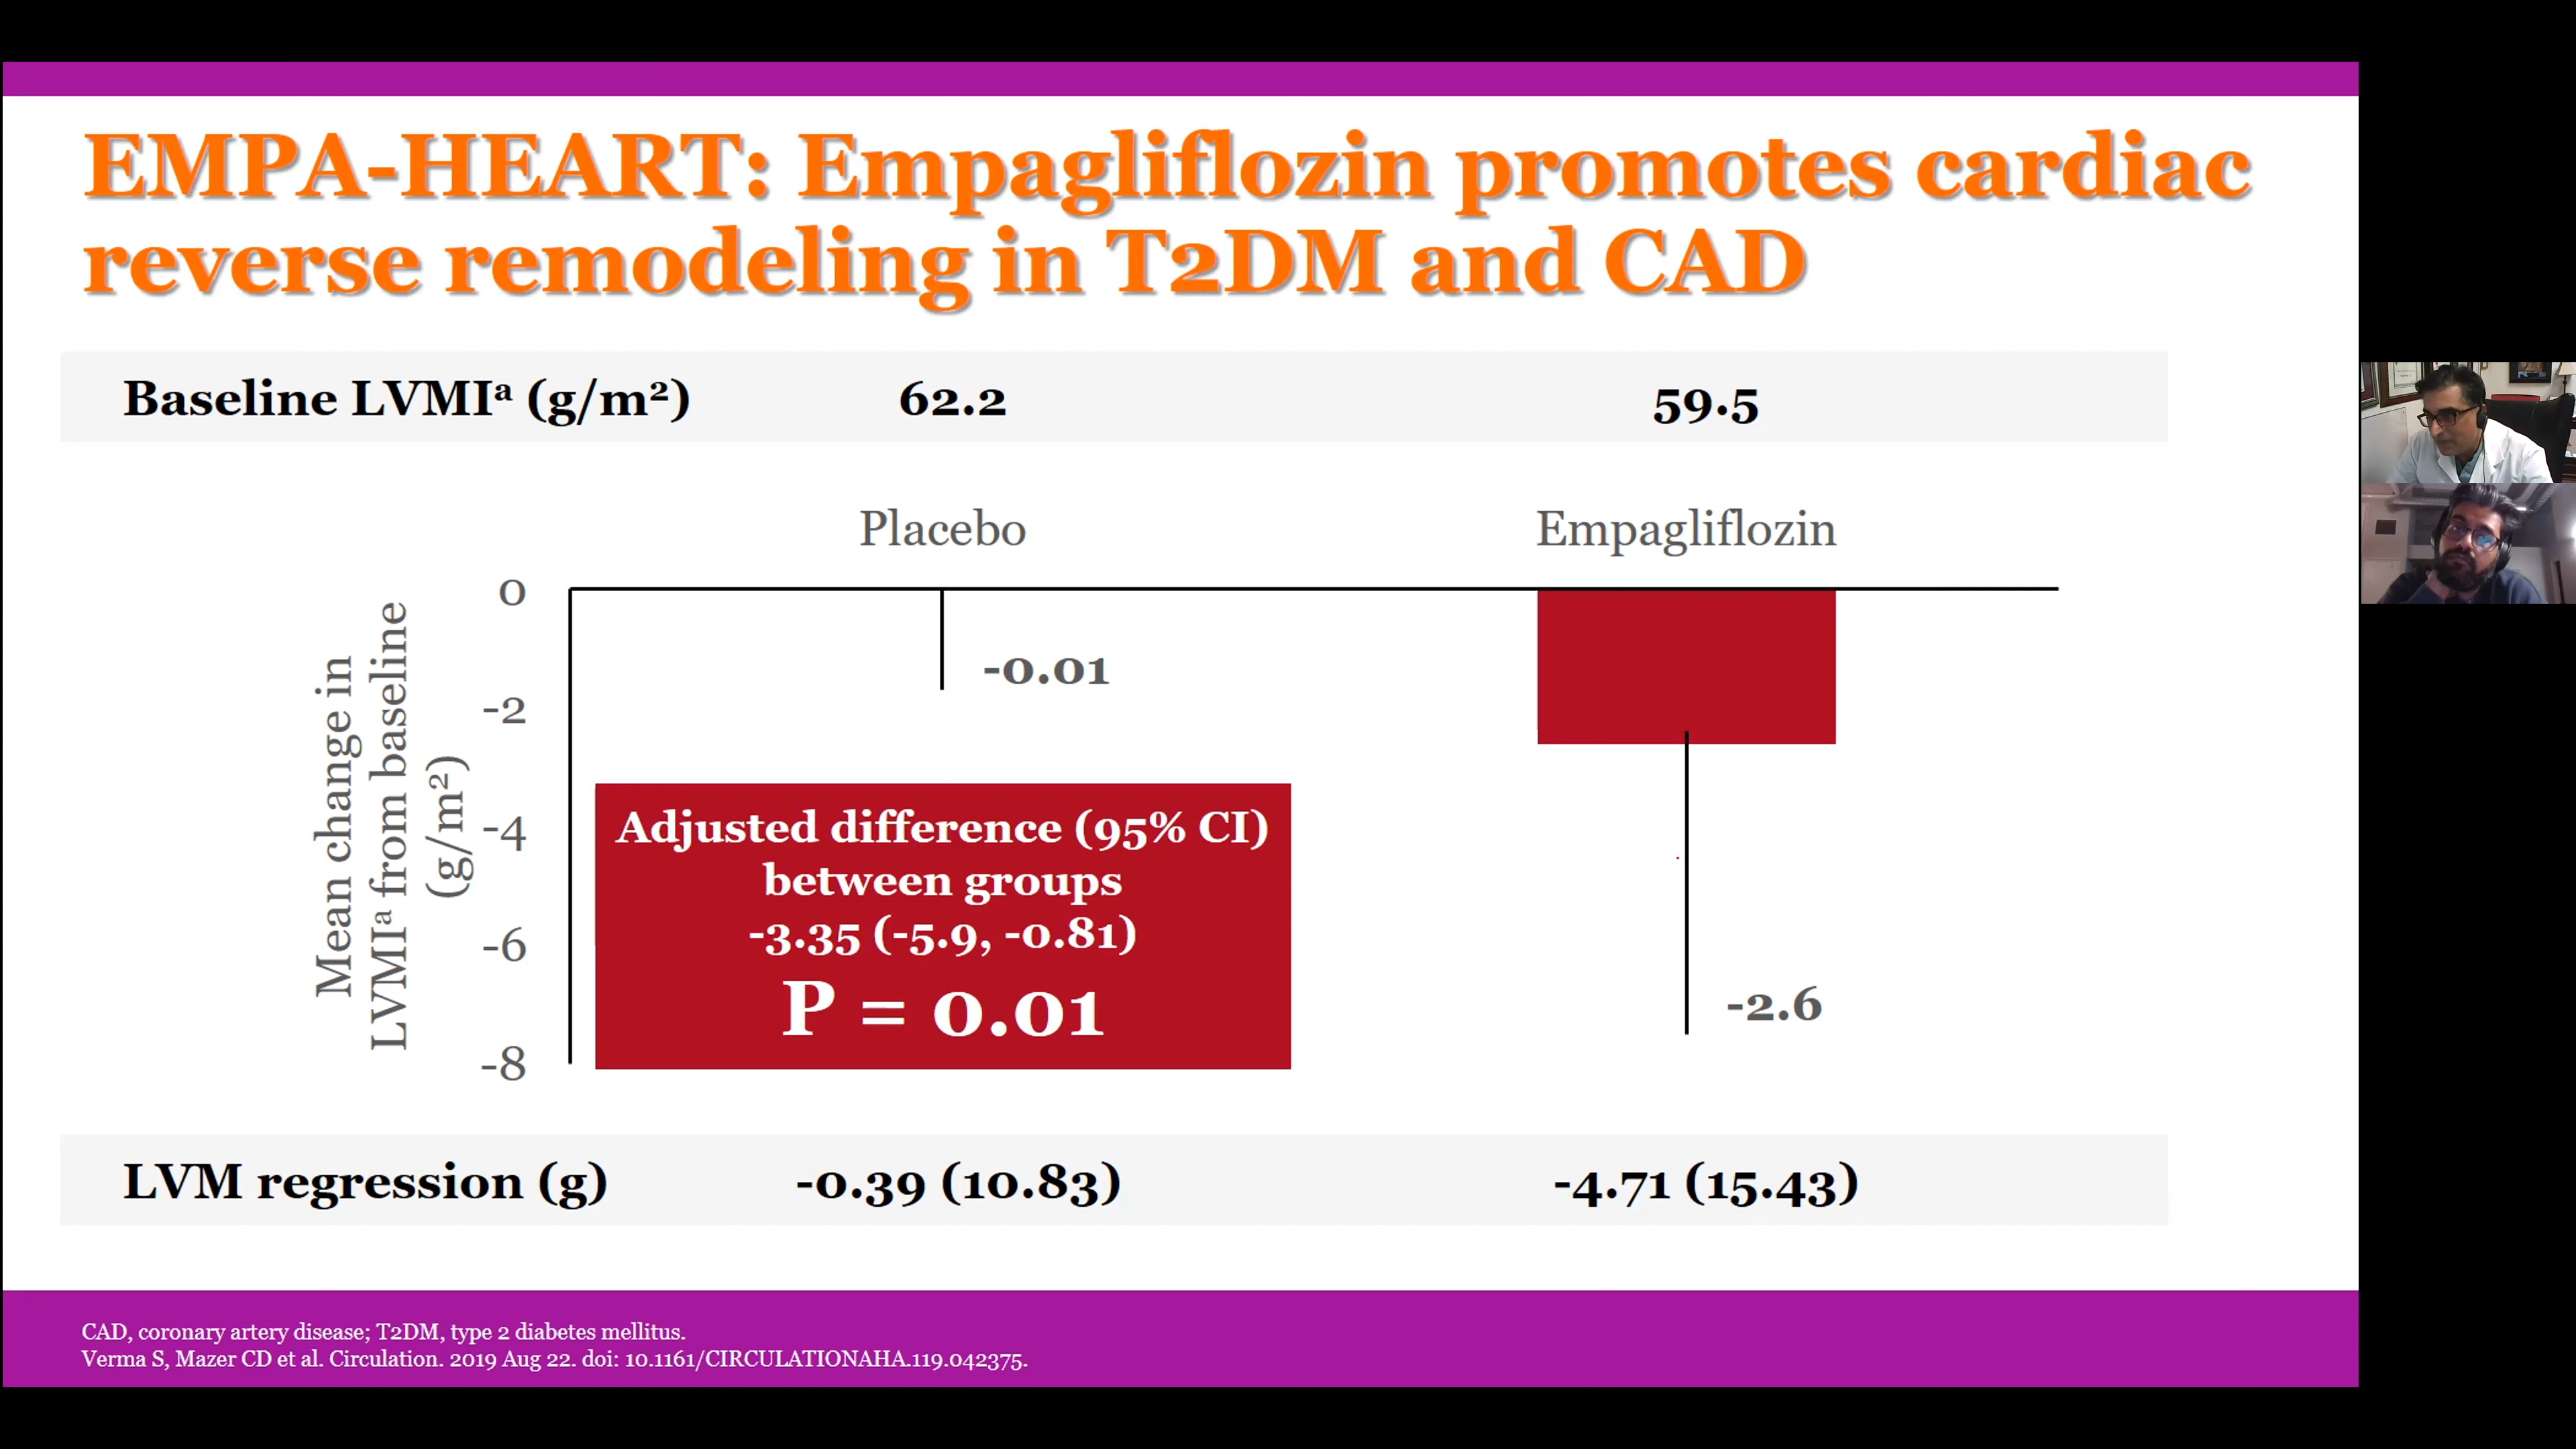 EMPA-HEART: Empagliflozin promotes cardiac
reverse remodeling in T2DM and CAD
Baseline LVMIᵃ (g/m²) 62.2 59.5
Placebo Empagliflozin
Mean change in
LVMIᵃ from baseline
(g/m²)
0
-2
-4
-6
-8
-0.01
-2.6
Adjusted difference (95% CI)
between groups
-3.35 (-5.9, -0.81)
P = 0.01
LVM regression (g) -0.39 (10.83) -4.71 (15.43)
CAD, coronary artery disease; T2DM, type 2 diabetes mellitus.
Verma S, Mazer CD et al. Circulation. 2019 Aug 22. doi: 10.1161/CIRCULATIONAHA.119.042375.